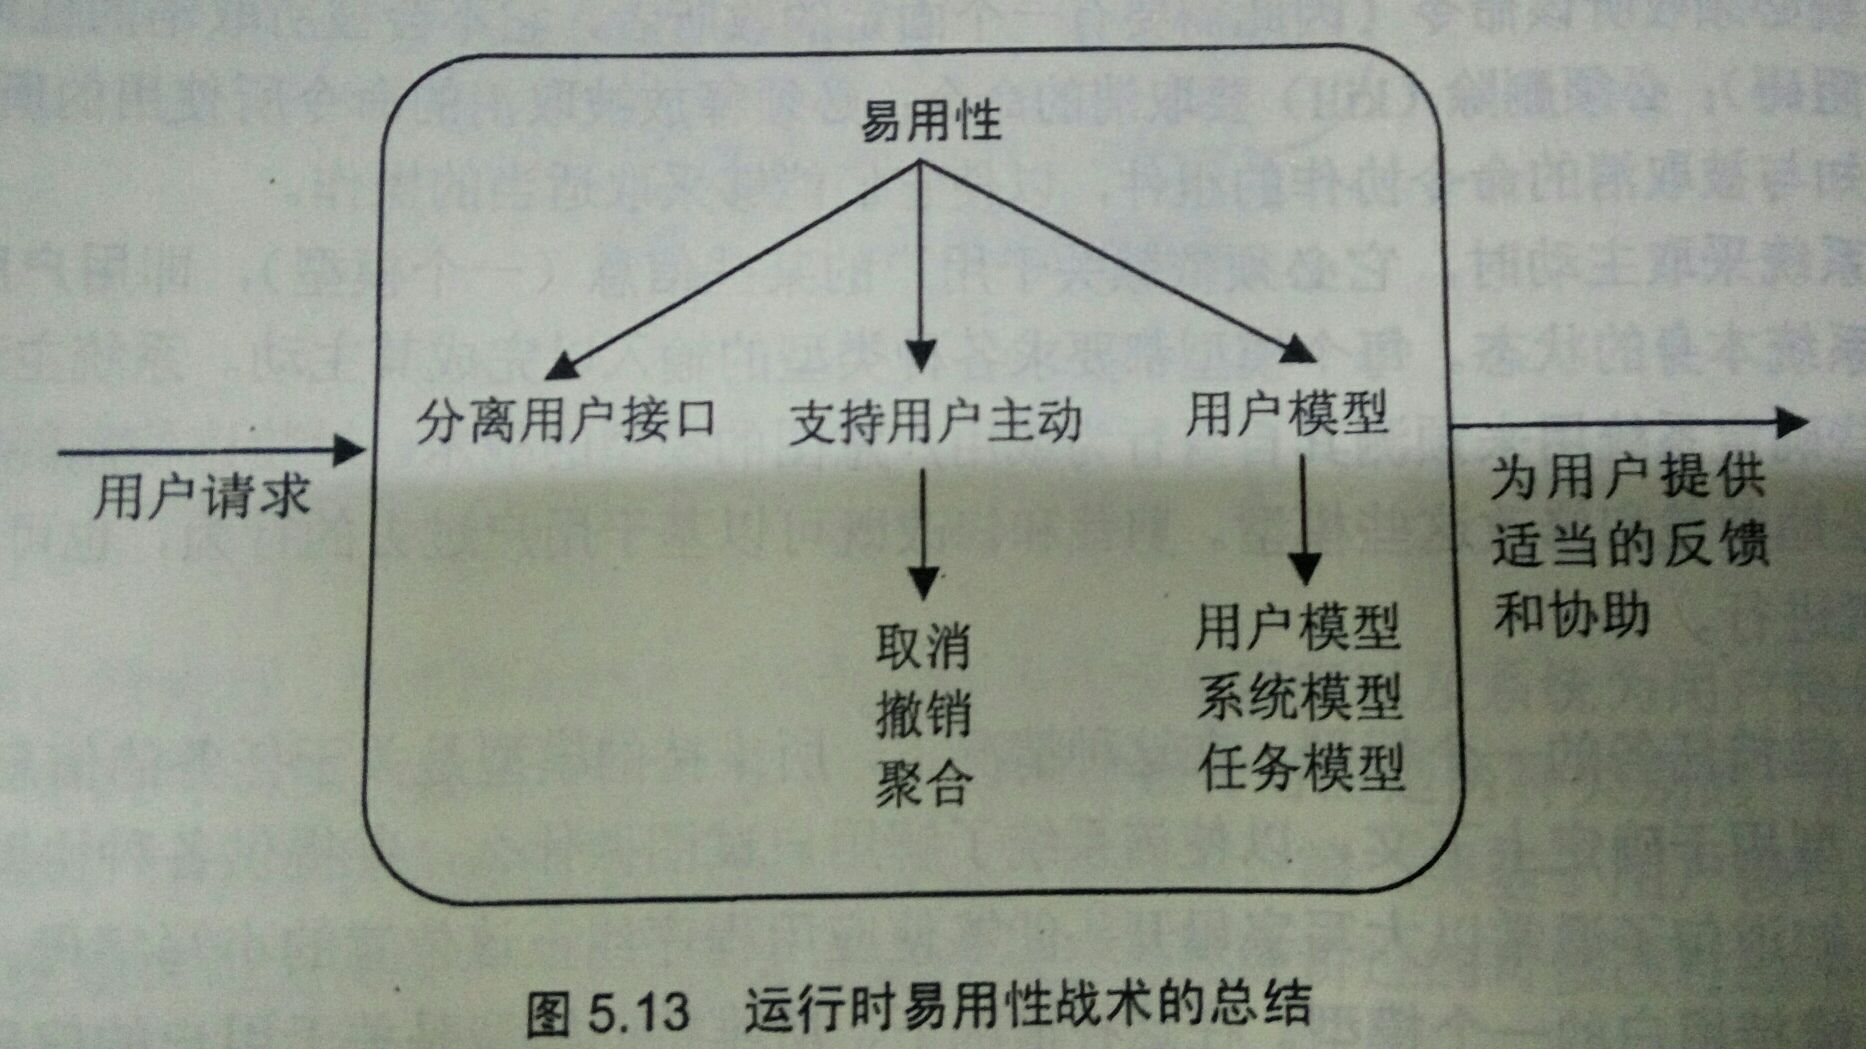 易用性
分离用户接口
支持用户主动
用户模型
用户请求
为用户提供
适当的反馈
和协助
取消
撤销
聚合
用户模型
系统模型
任务模型
图 5.13 运行时易用性战术的总结